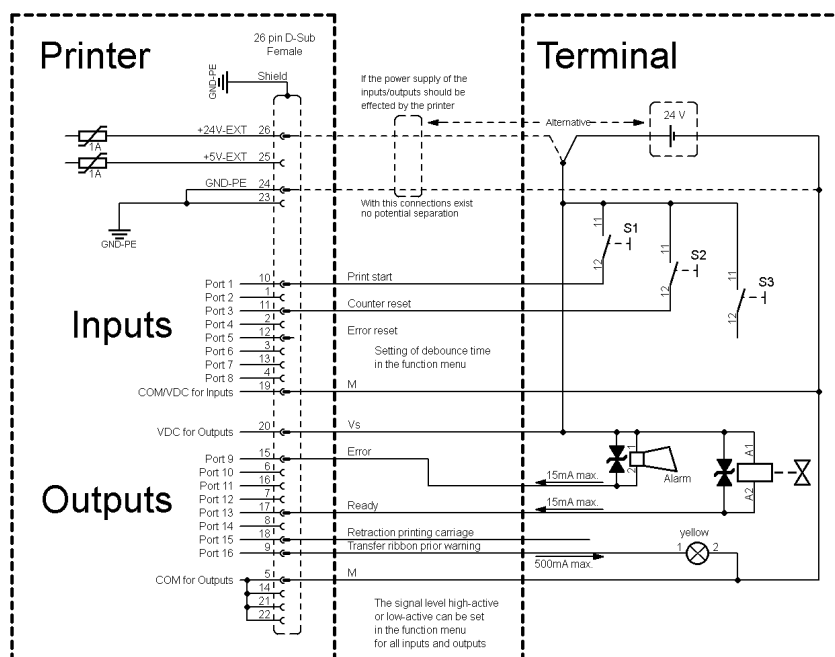 Printer
26 pin D-Sub
Female
Terminal
GND-PE
Shield
If the power supply of the
inputs/outputs should be
effected by the printer
Alternative
24 V
+24V-EXT 26
1A
+5V-EXT 25
1A
GND-PE 24
23
GND-PE
With this connections exist
no potential separation
11
12
S1
11
12
S2
11
12
S3
Inputs
Port 1 10 Print start
Port 2 1
Port 3 11 Counter reset
Port 4 2
Port 5 12 Error reset
Port 6 3
Port 7 13
Port 8 4
Setting of debounce time
in the function menu
COM/VDC for Inputs 19 M
VDC for Outputs 20 Vs
Outputs
Port 9 15 Error
Port 10 6
Port 11 16
Port 12 7
Port 13 17 Ready
Port 14 8
Port 15 18 Retraction printing carriage
Port 16 9 Transfer ribbon prior warning
15mA max.
15mA max.
500mA max.
2 1
Alarm
A1
A2
yellow
1 2
COM for Outputs 5 M
14
21
22
The signal level high-active
or low-active can be set
in the function menu
for all inputs and outputs